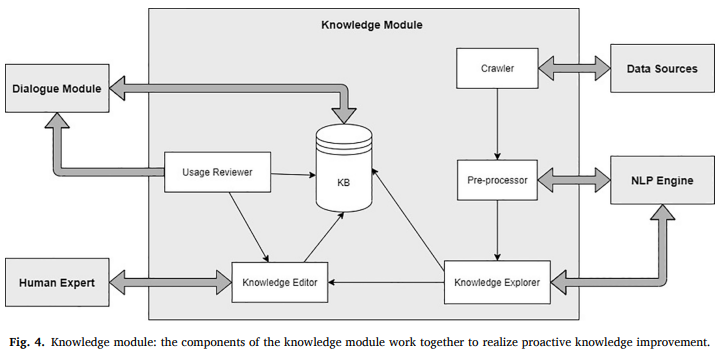 Knowledge Module
Crawler
Data Sources
Dialogue Module
Usage Reviewer
KB
Pre-processor
NLP Engine
Human Expert
Knowledge Editor
Knowledge Explorer
Fig. 4. Knowledge module: the components of the knowledge module work together to realize proactive knowledge improvement.